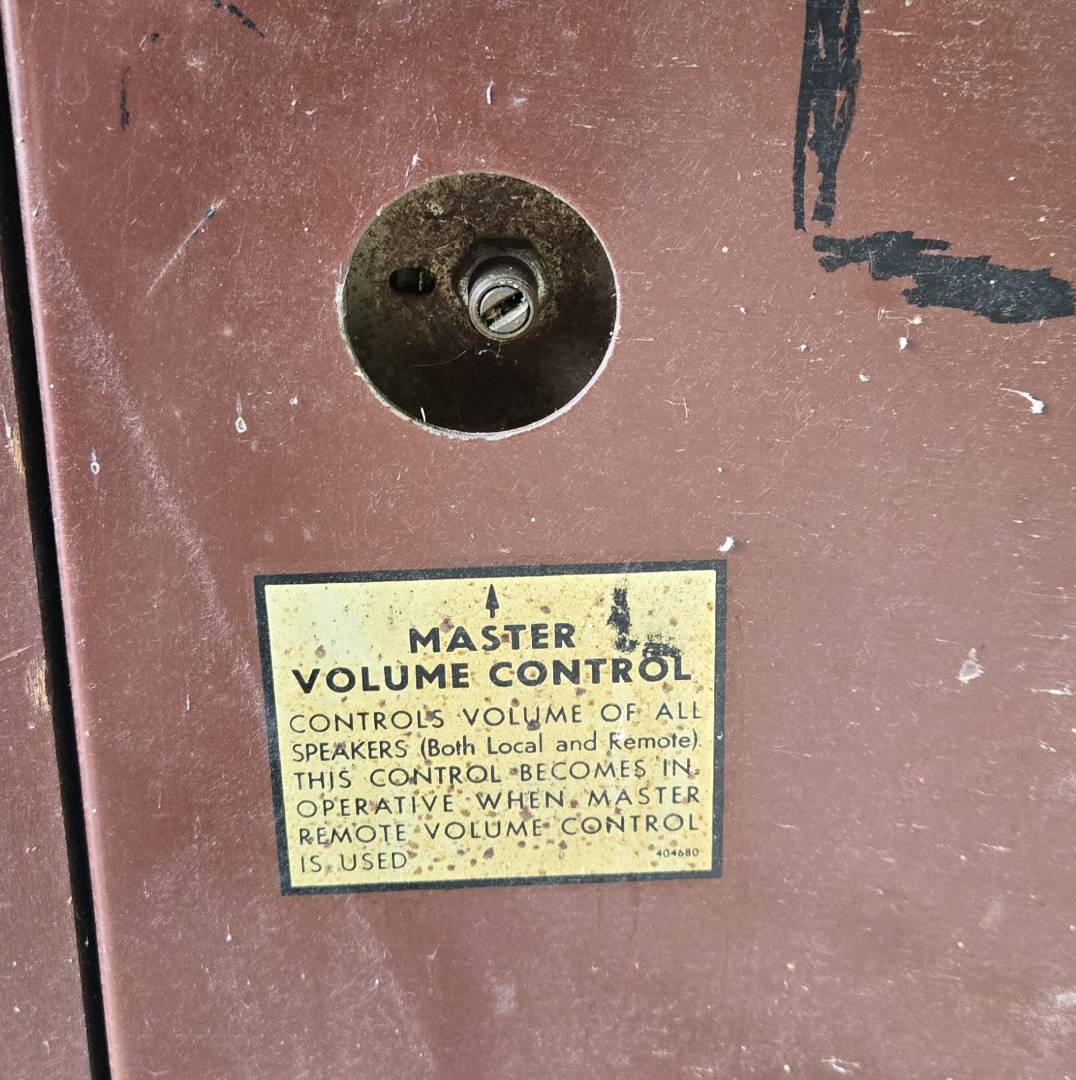 MASTER
VOLUME CONTROL
CONTROLS VOLUME OF ALL
SPEAKERS (Both Local and Remote).
THIS CONTROL BECOMES IN-
OPERATIVE WHEN MASTER
REMOTE VOLUME CONTROL
IS USED
404680